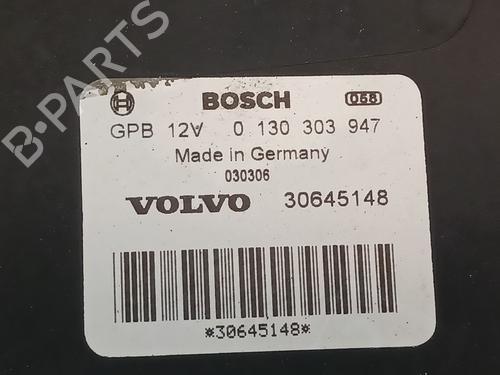 BOSCH 058
GPB 12V 0 130 303 947
Made in Germany
030306
VOLVO 30645148
*30645148*
B-PARTS